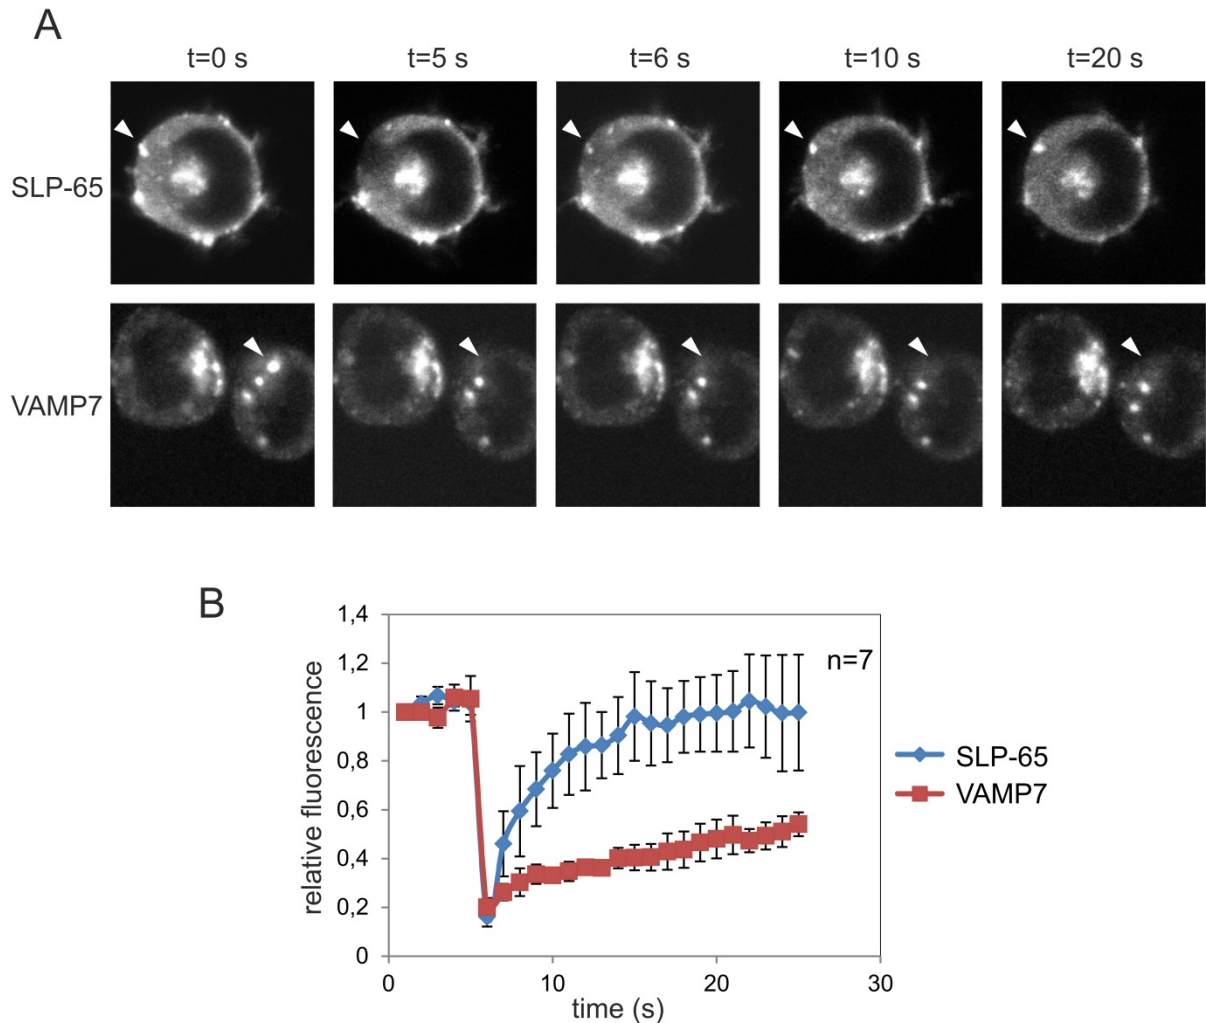 A
t=0 s t=5 s t=6 s t=10 s t=20 s
SLP-65
VAMP7
B
1,4
1,2
1
0,8
0,6
0,4
0,2
0
relative fluorescence
n=7
SLP-65
VAMP7
0 10 20 30
time (s)